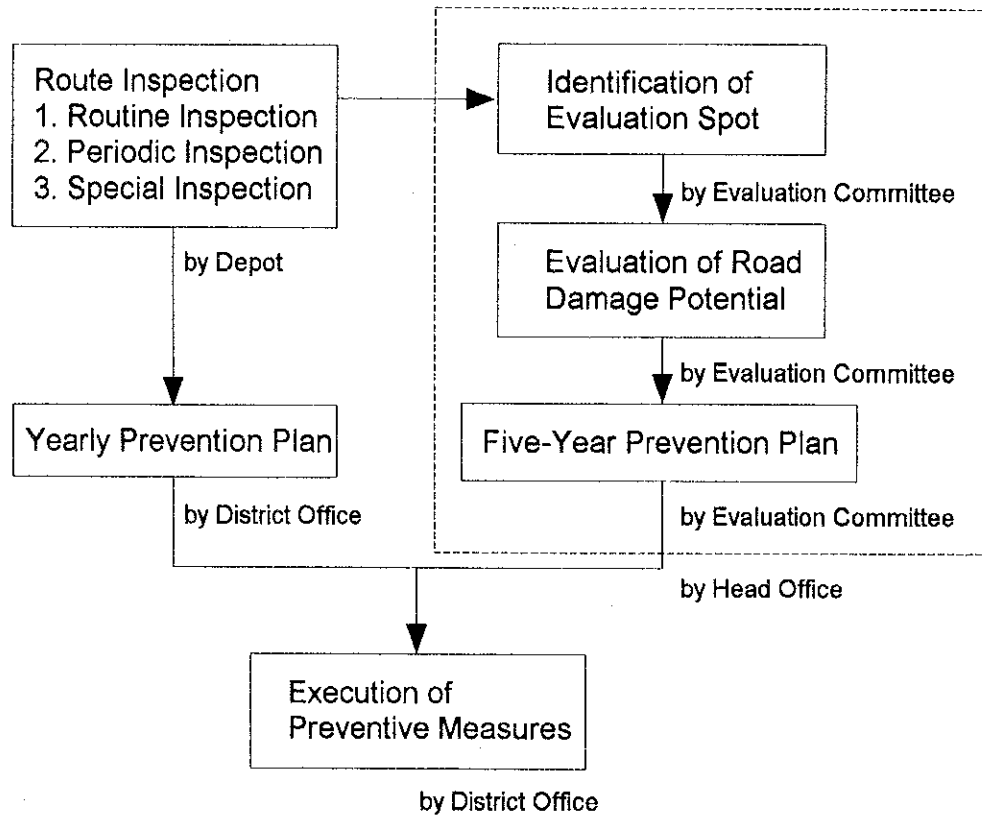 Route Inspection
1. Routine Inspection
2. Periodic Inspection
3. Special Inspection
by Depot
Identification of
Evaluation Spot
by Evaluation Committee
Evaluation of Road
Damage Potential
by Evaluation Committee
Yearly Prevention Plan
by District Office
Five-Year Prevention Plan
by Evaluation Committee
by Head Office
Execution of
Preventive Measures
by District Office